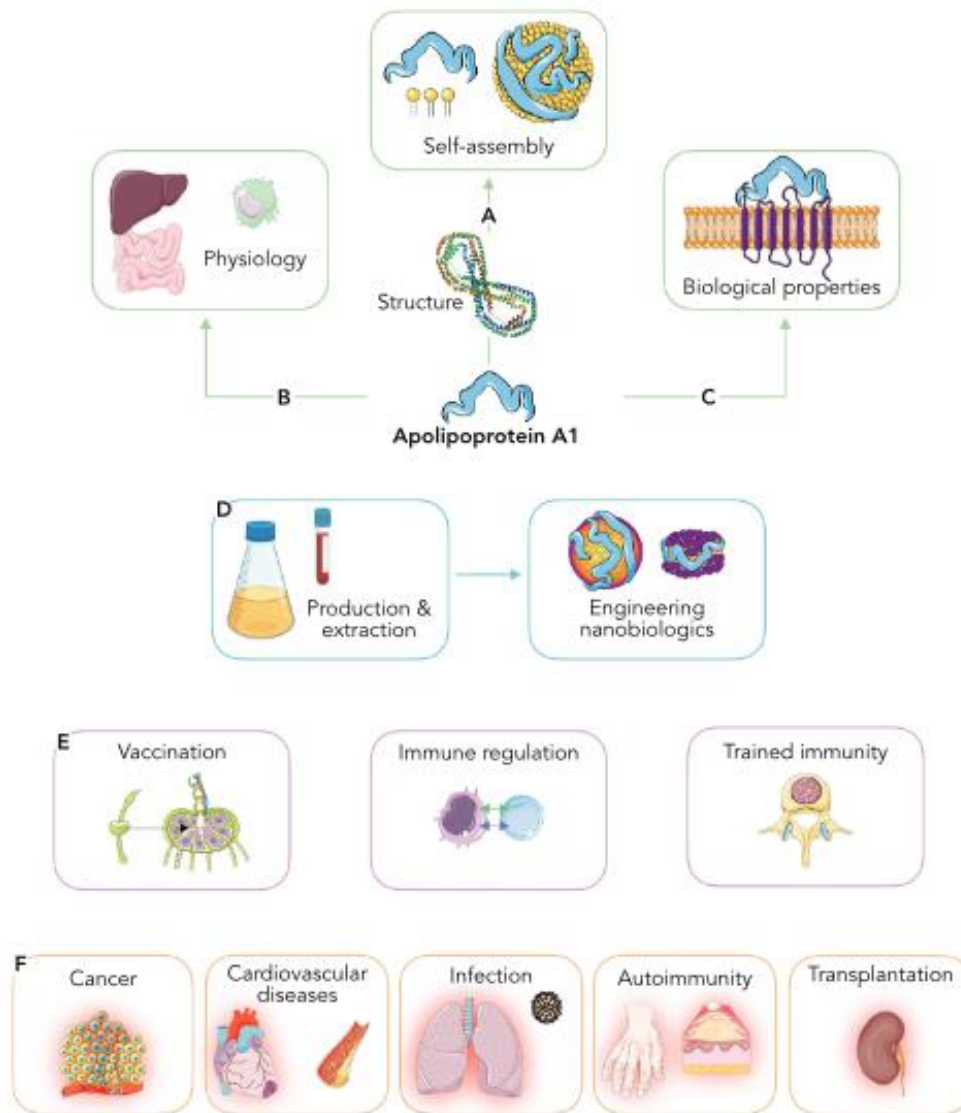 Self-assembly
A
Physiology
Structure
Biological properties
B
C
Apolipoprotein A1
D
Production &
extraction
Engineering
nanobiologics
E
Vaccination
Immune regulation
Trained immunity
F
Cancer
Cardiovascular
diseases
Infection
Autoimmunity
Transplantation